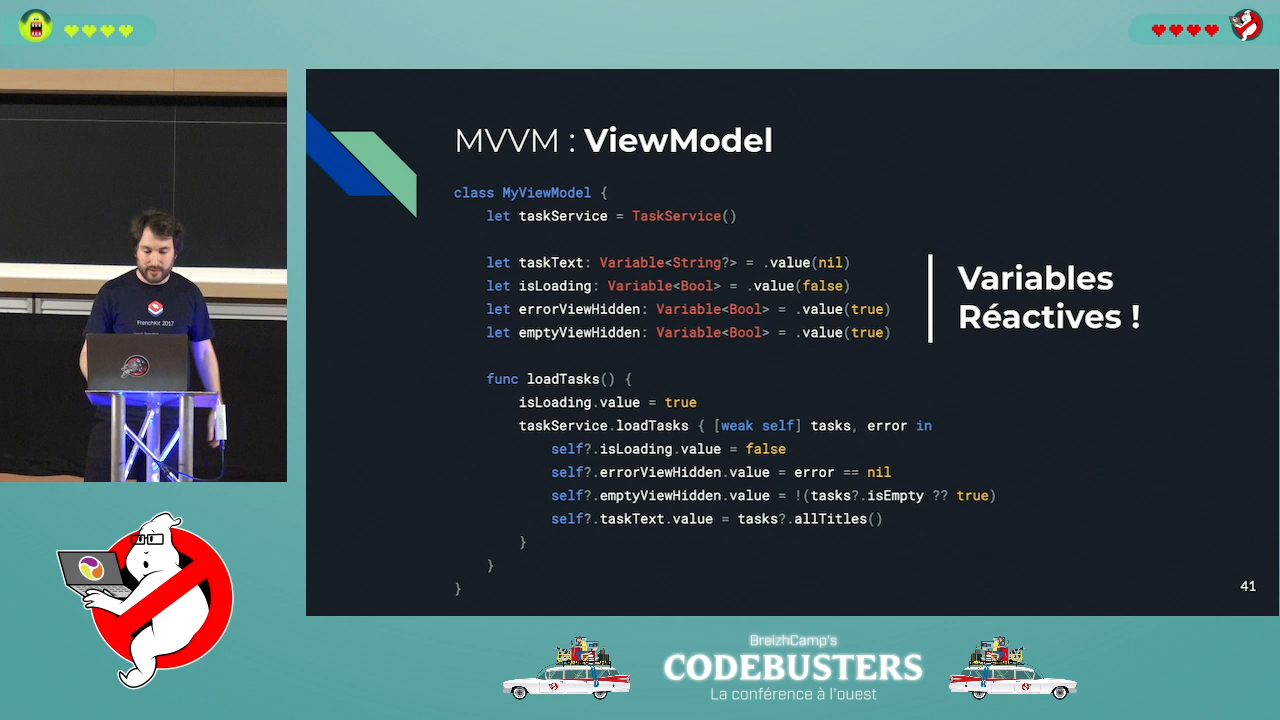 MVVM : ViewModel
class MyViewModel {
let taskService = TaskService()
let taskText: Variable<String?> = .value(nil)
let isLoading: Variable<Bool> = .value(false)
let errorViewHidden: Variable<Bool> = .value(true)
let emptyViewHidden: Variable<Bool> = .value(true)
Variables
Réactives !
func loadTasks() {
isLoading.value = true
taskService.loadTasks { [weak self] tasks, error in
self?.isLoading.value = false
self?.errorViewHidden.value = error == nil
self?.emptyViewHidden.value = !(tasks?.isEmpty ?? true)
self?.taskText.value = tasks?.allTitles()
}
}
}
41
FrenchKit 2017
BreizhCamp's
CODEBUSTERS
La conférence à l'ouest